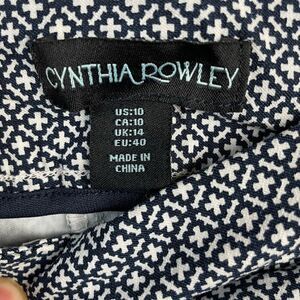 CYNTHIA ROWLEY
US:10
CA:10
UK:14
EU:40
MADE IN
CHINA